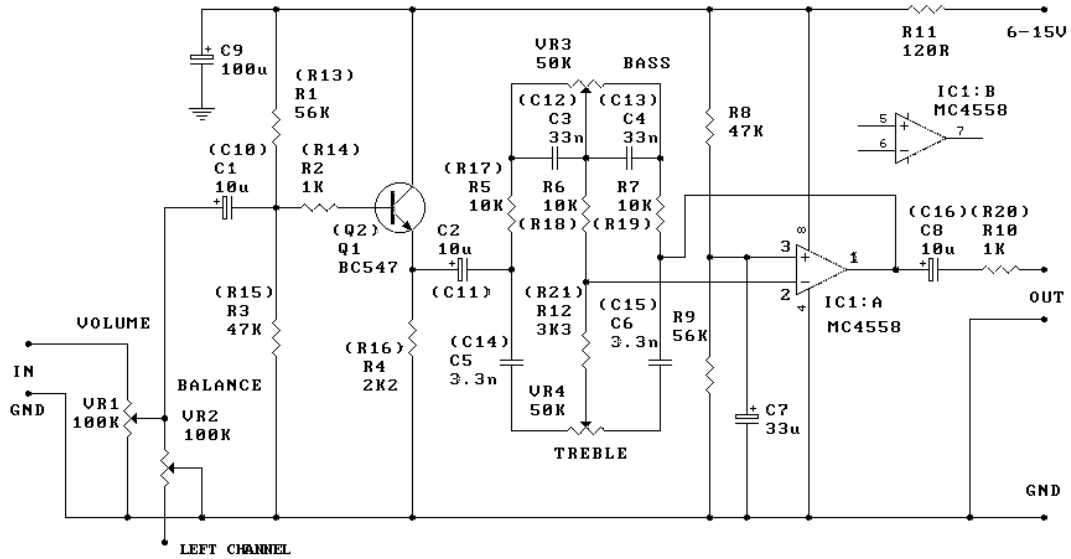 C9
100u
(R13)
R1
56K
(C10)
C1
10u
(R14)
R2
1K
(Q2)
Q1
BC547
C2
10u
(C11)
(R15)
R3
47K
(R16)
R4
2K2
VOLUME
IN
GND
VR1
100K
BALANCE
VR2
100K
LEFT CHANNEL
VR3
50K
BASS
(C12)
C3
33n
(C13)
C4
33n
(R17)
R5
10K
R6
10K
(R18)
R7
10K
(R19)
(R21)
R12
3K3
(C14)
C5
3.3n
(C15)
C6
3.3n
VR4
50K
TREBLE
R8
47K
R9
56K
C7
33u
R11
120R
6-15V
IC1:B
MC4558
5
+
6
-
7
8
3
+
2
-
1
4
IC1:A
MC4558
(C16)
C8
10u
(R20)
R10
1K
OUT
GND